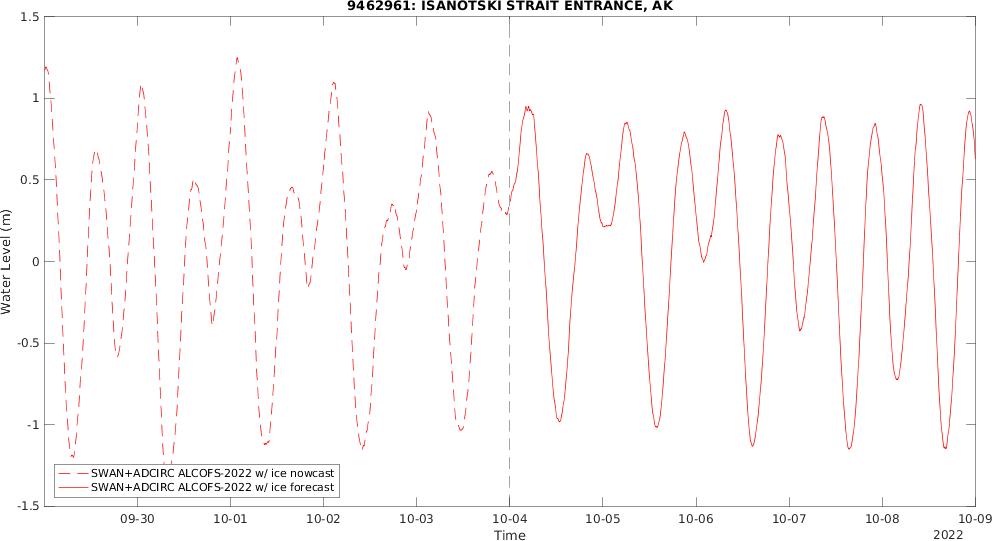 9462961: ISANOTSKI STRAIT ENTRANCE, AK
1.5
1
0.5
0
-0.5
-1
-1.5
Water Level (m)
SWAN+ADCIRC ALCOFS-2022 w/ ice nowcast
SWAN+ADCIRC ALCOFS-2022 w/ ice forecast
09-30 10-01 10-02 10-03 10-04 10-05 10-06 10-07 10-08 10-09
Time
2022